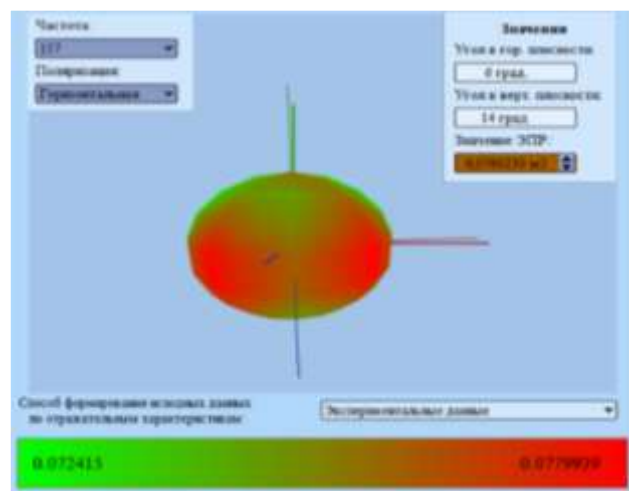 Частота
117
Поляризация
Горизонтальная
Значения
Угол в гор. плоскости:
0 град.
Угол в верт. плоскости:
14 град.
Значение ЭПР:
Способ формирования исходных данных
по отражательным характеристикам:
Экспериментальные данные
0.072415
0.0779939